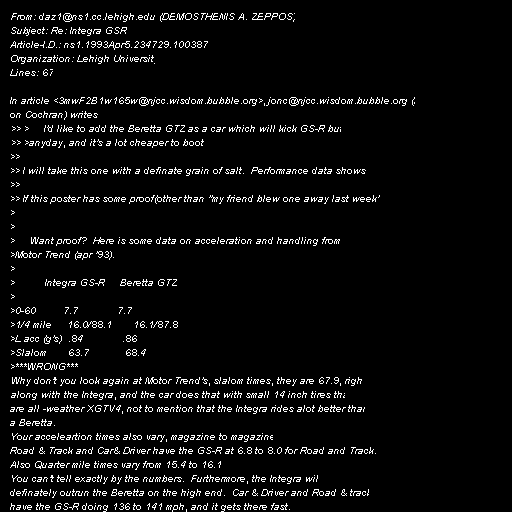 From: daz1@ns1.cc.lehigh.edu (DEMOSTHENIS A. ZEPPOS)
Subject: Re: Integra GSR
Article-I.D.: ns1.1993Apr5.234729.100387
Organization: Lehigh Universit
Lines: 67

In article <3mwF2B1w165w@njcc.wisdom.bubble.org>, jonc@njcc.wisdom.bubble.org (
on Cochran) writes
>> >     I'd like to add the Beretta GTZ as a car which will kick GS-R bu
>> >anyday, and it's a lot cheaper to boot
>>
>> I will take this one with a definate grain of salt.  Performance data shows
>>
>> If this poster has some proof(other than "my friend blew one away last week"
>
>
>     Want proof?  Here is some data on acceleration and handling from
>Motor Trend (apr '93).
>
>          Integra GS-R     Beretta GTZ
>
>0-60          7.7              7.7
>1/4 mile      16.0/88.1        16.1/87.8
>L.acc (g's)  .84              .86
>Slalom        63.7             68.4
>***WRONG***
Why don't you look again at Motor Trend's, slalom times, they are 67.9, righ
along with the Integra, and the car does that with small 14 inch tires tha
are all -weather XGTV4, not to mention that the Integra rides alot better than
a Beretta.
Your acceleartion times also vary, magazine to magazine
Road & Track and Car& Driver have the GS-R at 6.8 to 8.0 for Road and Track.
Also Quarter mile times vary from 15.4 to 16.1
You can't tell exactly by the numbers.  Furthermore, the Integra wil
definately outrun the Beretta on the high end.  Car & Driver and Road & track
have the GS-R doing 136 to 141 mph, and it gets there fast.